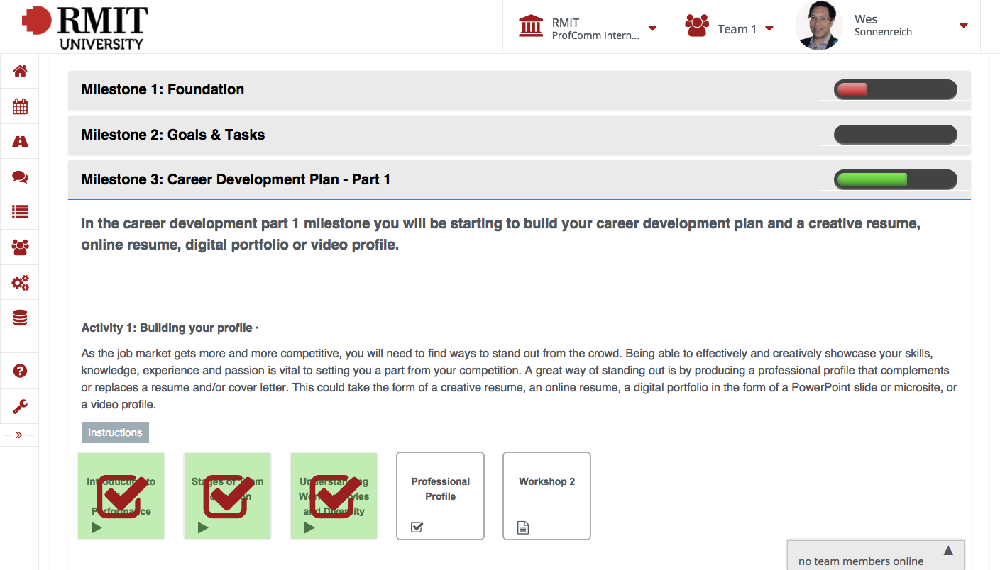 RMIT
UNIVERSITY
RMIT
ProfComm Intern...
Team 1
Wes
Sonnenreich
Milestone 1: Foundation
Milestone 2: Goals & Tasks
Milestone 3: Career Development Plan - Part 1
In the career development part 1 milestone you will be starting to build your career development plan and a creative resume,
online resume, digital portfolio or video profile.
Activity 1: Building your profile ·
As the job market gets more and more competitive, you will need to find ways to stand out from the crowd. Being able to effectively and creatively showcase your skills,
knowledge, experience and passion is vital to setting you a part from your competition. A great way of standing out is by producing a professional profile that complements
or replaces a resume and/or cover letter. This could take the form of a creative resume, an online resume, a digital portfolio in the form of a PowerPoint slide or microsite, or
a video profile.
Instructions
Introduction to
Performance
Stages of Team
Formation
Understanding
Working Styles
and Diversity
Professional
Profile
Workshop 2
no team members online